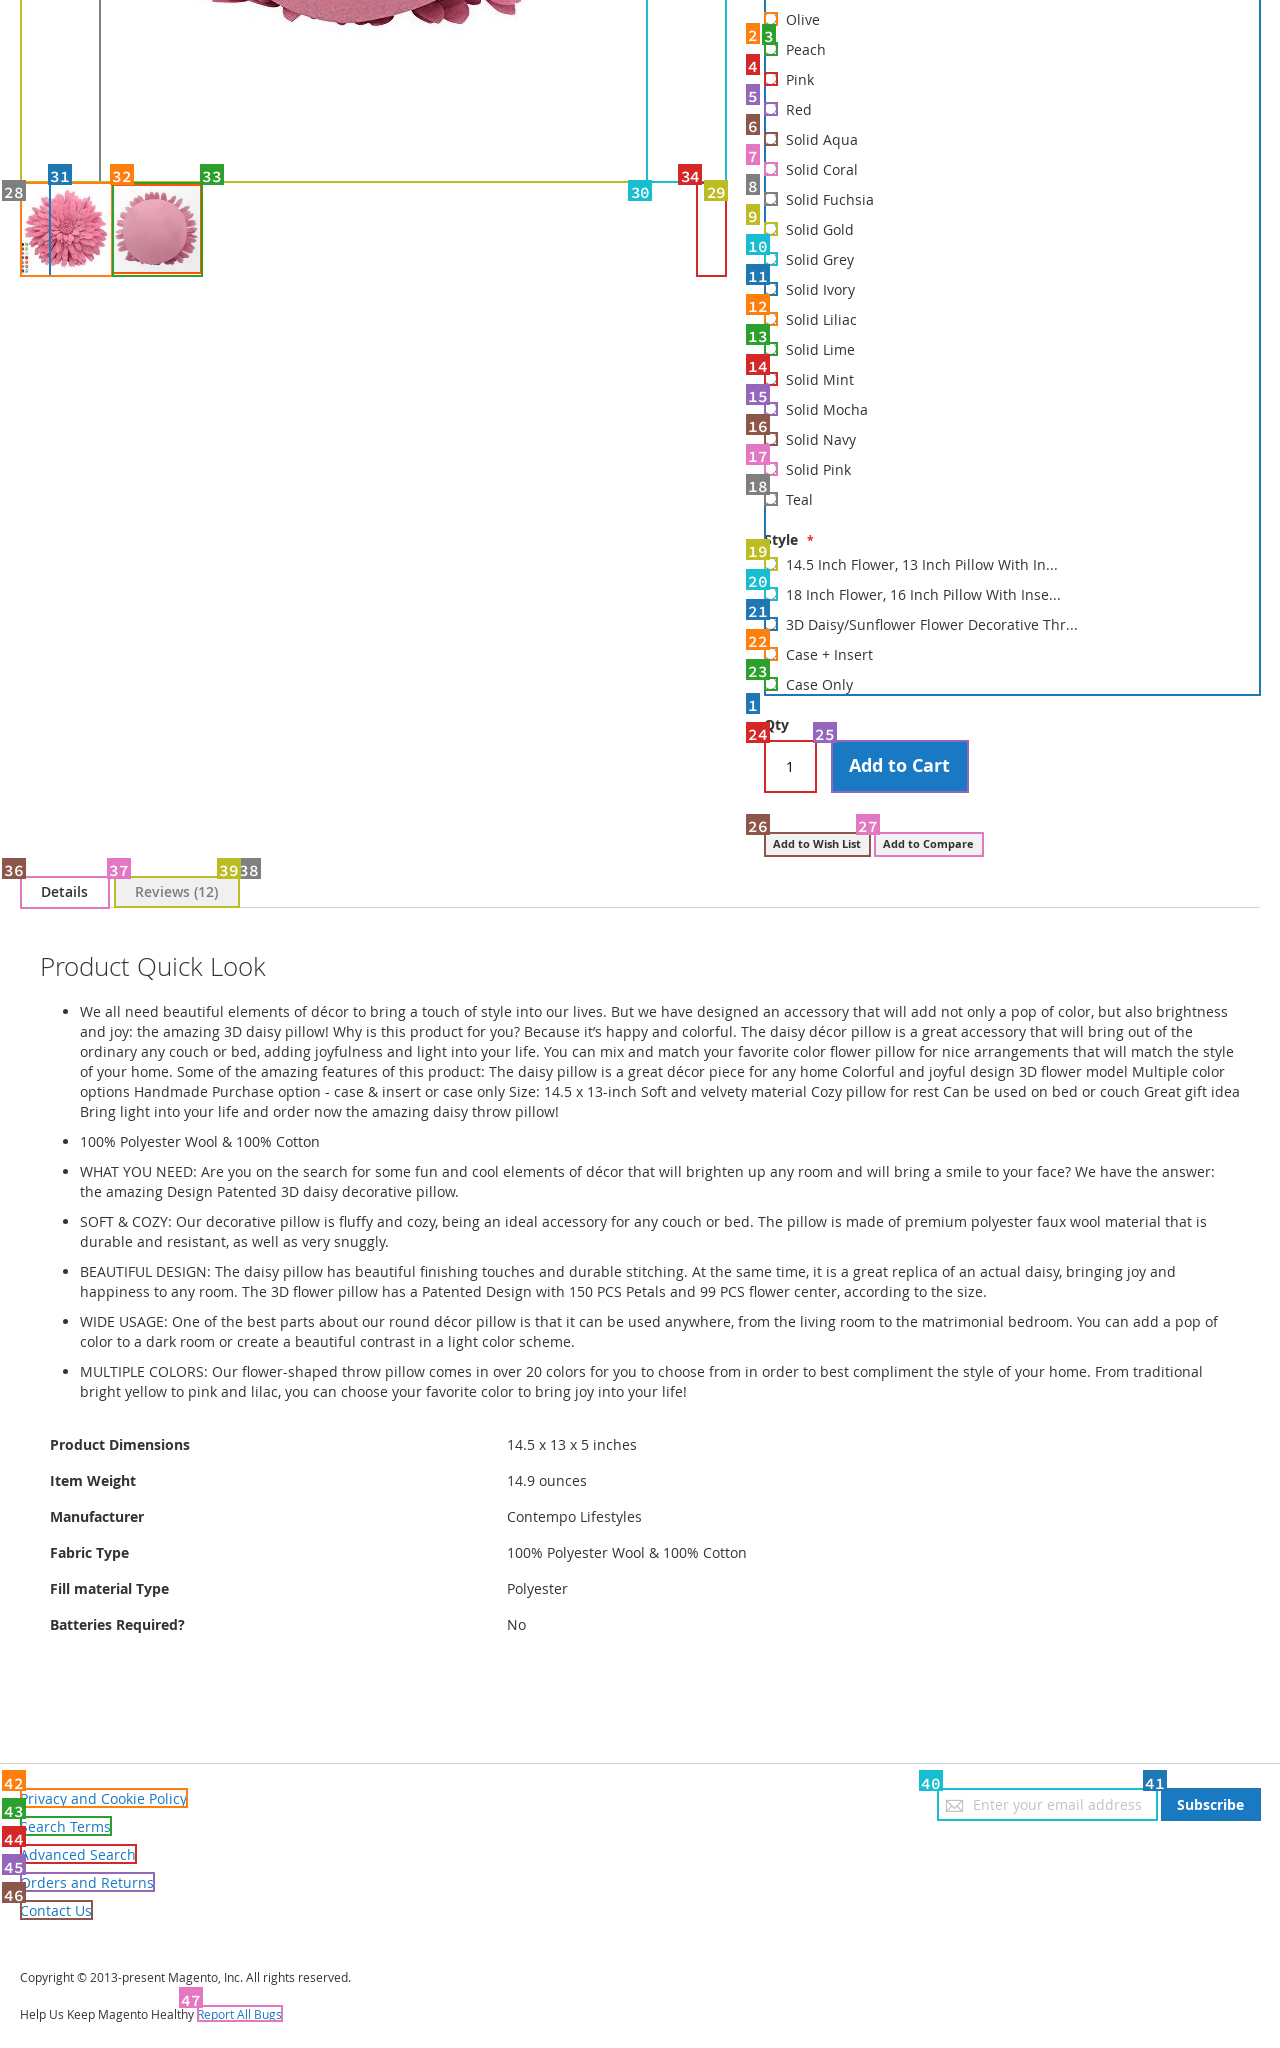 Olive
2 3
Peach
4
Pink
5
Red
6
Solid Aqua
7
Solid Coral
8
Solid Fuchsia
9
Solid Gold
10
Solid Grey
11
Solid Ivory
12
Solid Liliac
13
Solid Lime
14
Solid Mint
15
Solid Mocha
16
Solid Navy
17
Solid Pink
18
Teal
28 31 32 33 30 34 29
Style *
19
14.5 Inch Flower, 13 Inch Pillow With In...
20
18 Inch Flower, 16 Inch Pillow With Inse...
21
3D Daisy/Sunflower Flower Decorative Thr...
22
Case + Insert
23
Case Only
1
Qty
24 25
1 Add to Cart
26 27
Add to Wish List Add to Compare
36 37 39 38
Details Reviews (12)
Product Quick Look
• We all need beautiful elements of décor to bring a touch of style into our lives. But we have designed an accessory that will add not only a pop of color, but also brightness
and joy: the amazing 3D daisy pillow! Why is this product for you? Because it’s happy and colorful. The daisy décor pillow is a great accessory that will bring out of the
ordinary any couch or bed, adding joyfulness and light into your life. You can mix and match your favorite color flower pillow for nice arrangements that will match the style
of your home. Some of the amazing features of this product: The daisy pillow is a great décor piece for any home Colorful and joyful design 3D flower model Multiple color
options Handmade Purchase option - case & insert or case only Size: 14.5 x 13-inch Soft and velvety material Cozy pillow for rest Can be used on bed or couch Great gift idea
Bring light into your life and order now the amazing daisy throw pillow!
• 100% Polyester Wool & 100% Cotton
• WHAT YOU NEED: Are you on the search for some fun and cool elements of décor that will brighten up any room and will bring a smile to your face? We have the answer:
the amazing Design Patented 3D daisy decorative pillow.
• SOFT & COZY: Our decorative pillow is fluffy and cozy, being an ideal accessory for any couch or bed. The pillow is made of premium polyester faux wool material that is
durable and resistant, as well as very snuggly.
• BEAUTIFUL DESIGN: The daisy pillow has beautiful finishing touches and durable stitching. At the same time, it is a great replica of an actual daisy, bringing joy and
happiness to any room. The 3D flower pillow has a Patented Design with 150 PCS Petals and 99 PCS flower center, according to the size.
• WIDE USAGE: One of the best parts about our round décor pillow is that it can be used anywhere, from the living room to the matrimonial bedroom. You can add a pop of
color to a dark room or create a beautiful contrast in a light color scheme.
• MULTIPLE COLORS: Our flower-shaped throw pillow comes in over 20 colors for you to choose from in order to best compliment the style of your home. From traditional
bright yellow to pink and lilac, you can choose your favorite color to bring joy into your life!
Product Dimensions 14.5 x 13 x 5 inches
Item Weight 14.9 ounces
Manufacturer Contempo Lifestyles
Fabric Type 100% Polyester Wool & 100% Cotton
Fill material Type Polyester
Batteries Required? No
42
Privacy and Cookie Policy
43
Search Terms
44
Advanced Search
45
Orders and Returns
46
Contact Us
40 41
Enter your email address Subscribe
Copyright © 2013-present Magento, Inc. All rights reserved.
47
Help Us Keep Magento Healthy Report All Bugs